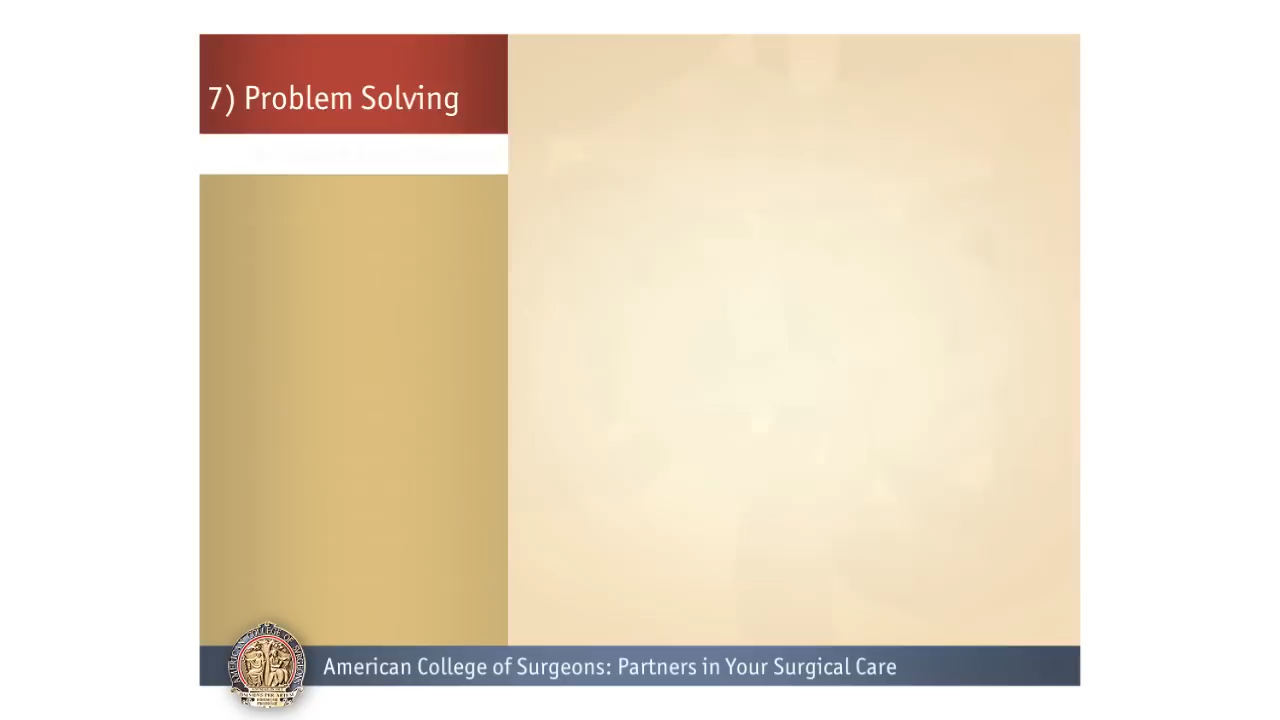 7) Problem Solving
American College of Surgeons: Partners in Your Surgical Care